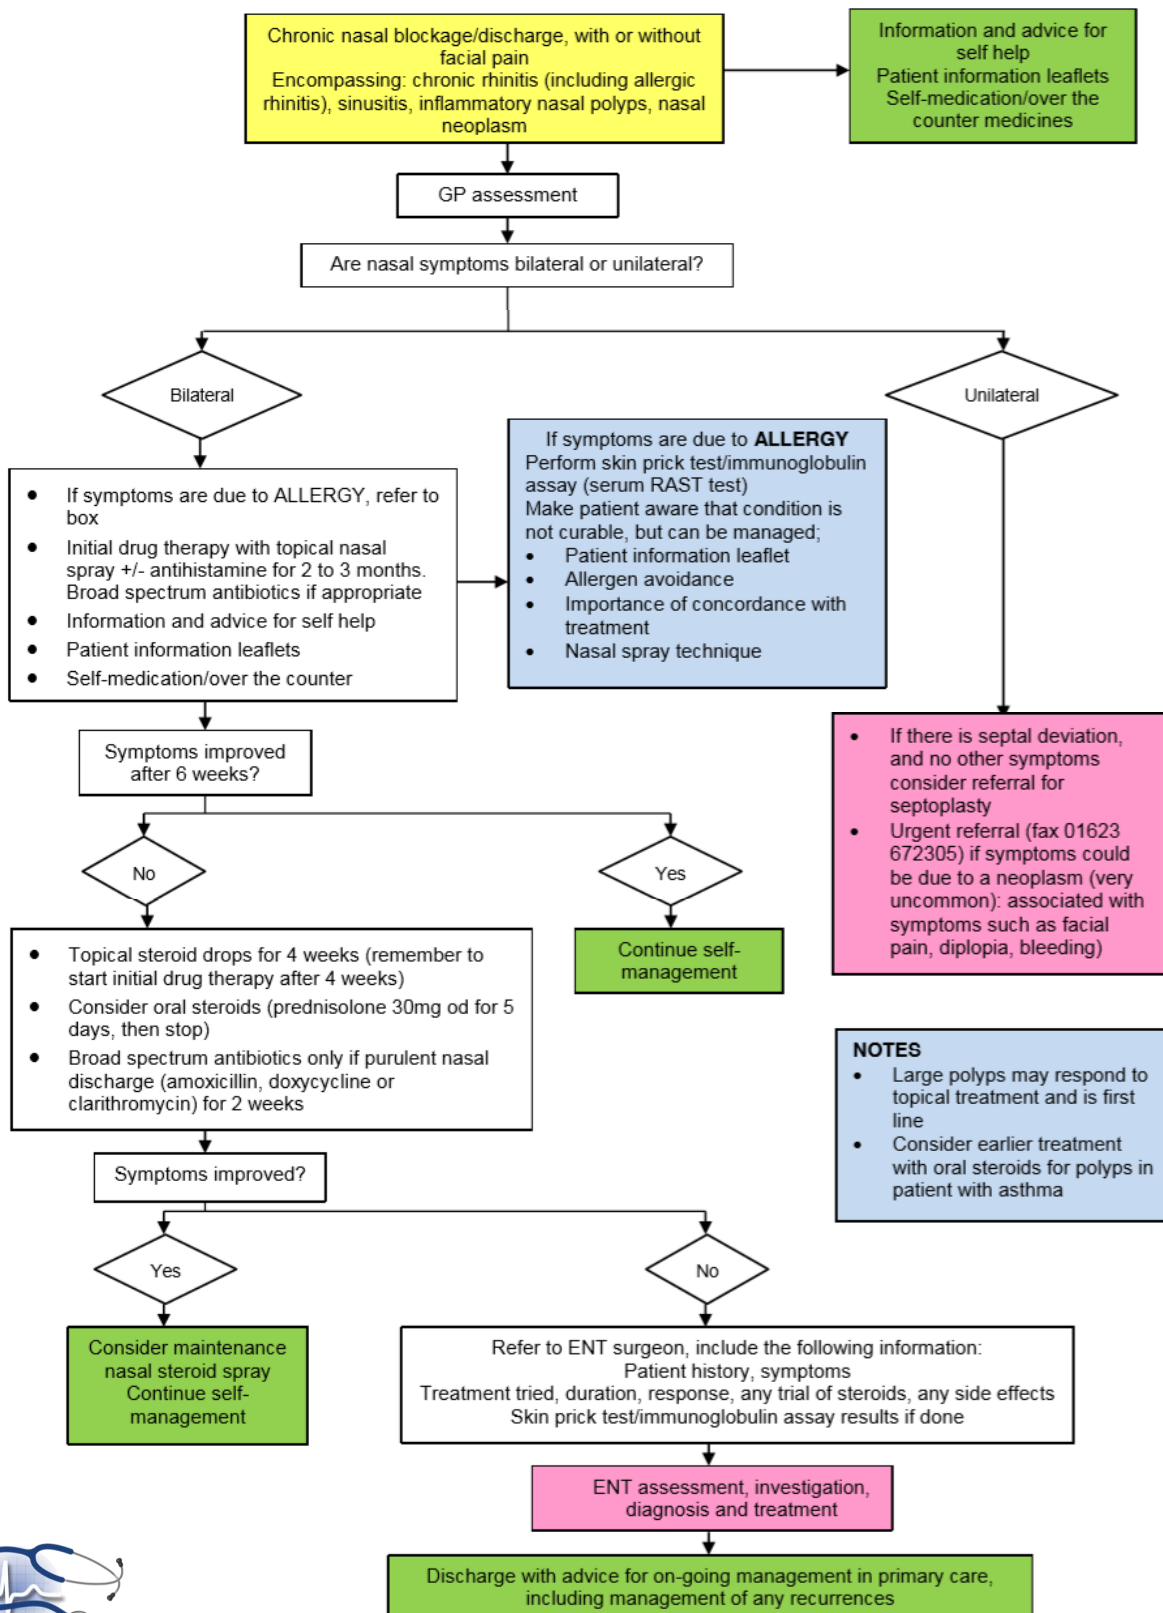 Chronic nasal blockage/discharge, with or without
facial pain
Encompassing: chronic rhinitis (including allergic
rhinitis), sinusitis, inflammatory nasal polyps, nasal
neoplasm
Information and advice for
self help
Patient information leaflets
Self-medication/over the
counter medicines
GP assessment
Are nasal symptoms bilateral or unilateral?
Bilateral
Unilateral
• If symptoms are due to ALLERGY, refer to
box
• Initial drug therapy with topical nasal
spray +/- antihistamine for 2 to 3 months.
Broad spectrum antibiotics if appropriate
• Information and advice for self help
• Patient information leaflets
• Self-medication/over the counter
If symptoms are due to ALLERGY
Perform skin prick test/immunoglobulin
assay (serum RAST test)
Make patient aware that condition is
not curable, but can be managed;
• Patient information leaflet
• Allergen avoidance
• Importance of concordance with
treatment
• Nasal spray technique
• If there is septal deviation,
and no other symptoms
consider referral for
septoplasty
• Urgent referral (fax 01623
672305) if symptoms could
be due to a neoplasm (very
uncommon): associated with
symptoms such as facial
pain, diplopia, bleeding)
Symptoms improved
after 6 weeks?
No
Yes
• Topical steroid drops for 4 weeks (remember to
start initial drug therapy after 4 weeks)
• Consider oral steroids (prednisolone 30mg od for 5
days, then stop)
• Broad spectrum antibiotics only if purulent nasal
discharge (amoxicillin, doxycycline or
clarithromycin) for 2 weeks
Continue self-
management
NOTES
• Large polyps may respond to
topical treatment and is first
line
• Consider earlier treatment
with oral steroids for polyps in
patient with asthma
Symptoms improved?
Yes
No
Consider maintenance
nasal steroid spray
Continue self-
management
Refer to ENT surgeon, include the following information:
Patient history, symptoms
Treatment tried, duration, response, any trial of steroids, any side effects
Skin prick test/immunoglobulin assay results if done
ENT assessment, investigation,
diagnosis and treatment
Discharge with advice for on-going management in primary care,
including management of any recurrences